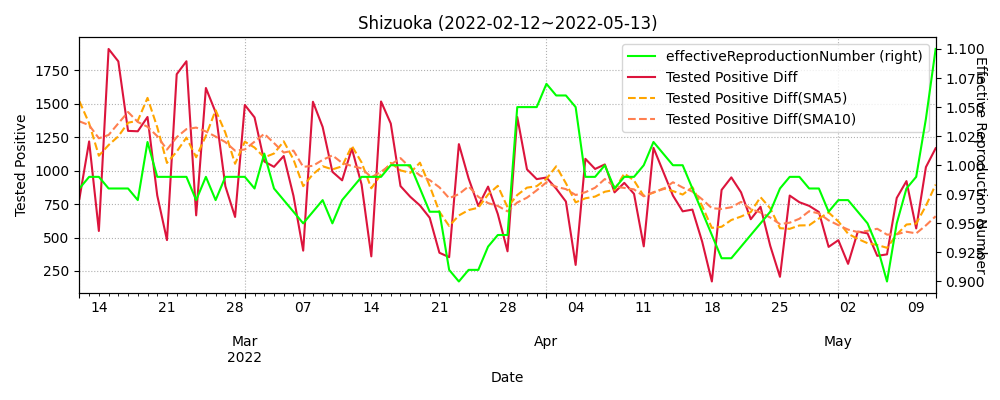 Shizuoka (2022-02-12~2022-05-13)
effectiveReproductionNumber (right)
Tested Positive Diff
Tested Positive Diff(SMA5)
Tested Positive Diff(SMA10)
Tested Positive
1750
1500
1250
1000
750
500
250
1.100
1.075
1.050
1.025
1.000
0.975
0.950
0.925
0.900
Effective Reproduction Number
14 21 28 07 14 21 28 04 11 18 25 02 09
Mar Apr May
2022
Date